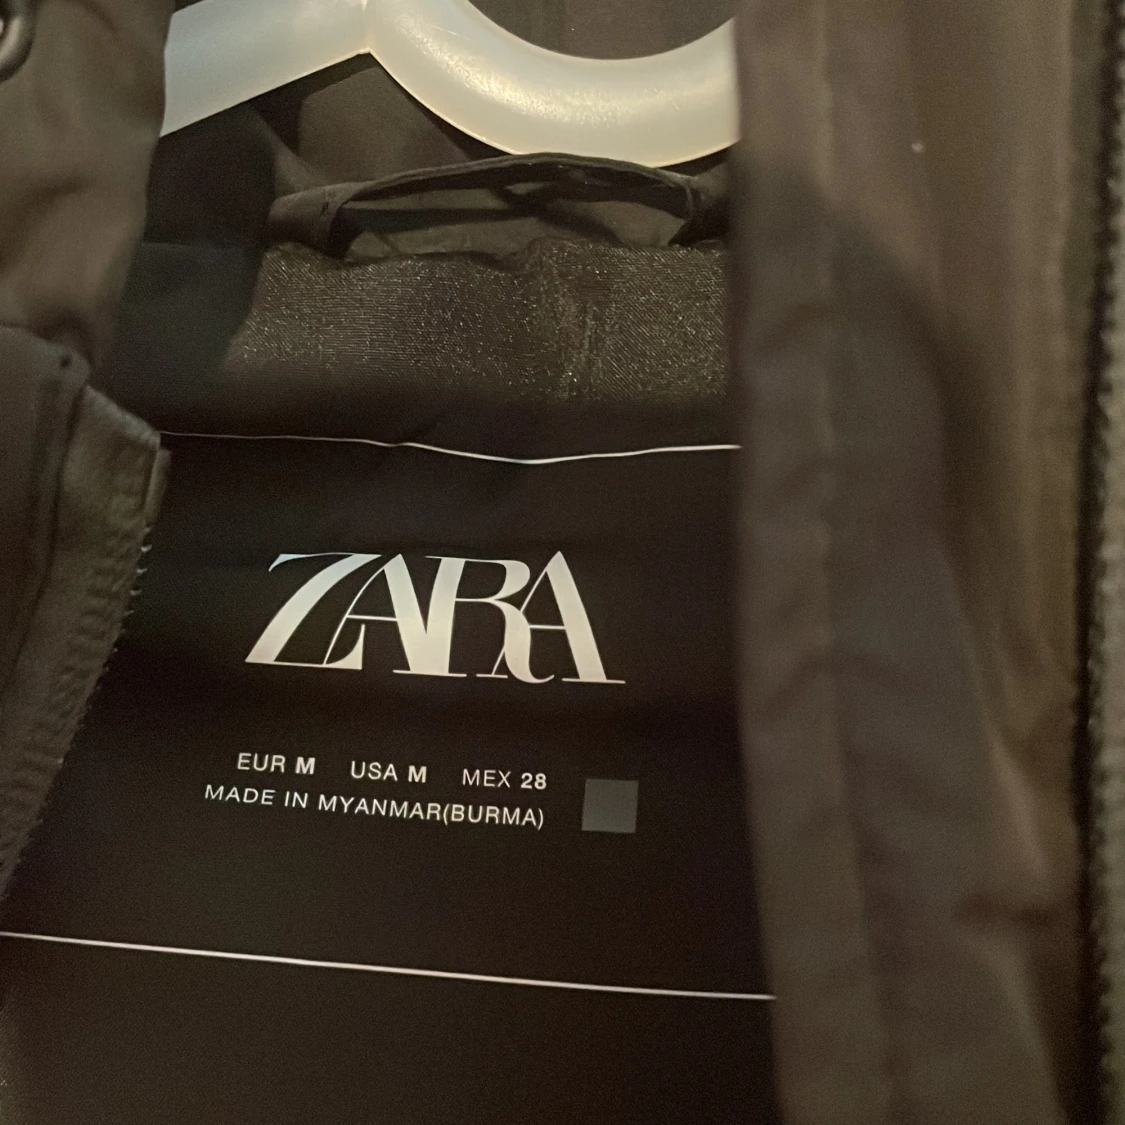 ZARA
EUR M USA M MEX 28
MADE IN MYANMAR(BURMA)